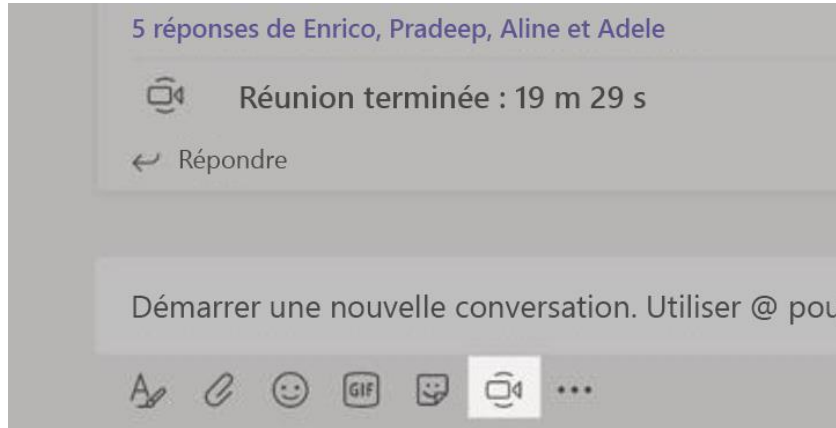 5 réponses de Enrico, Pradeep, Aline et Adele
Réunion terminée : 19 m 29 s
Répondre
Démarrer une nouvelle conversation. Utiliser @ pou
GIF